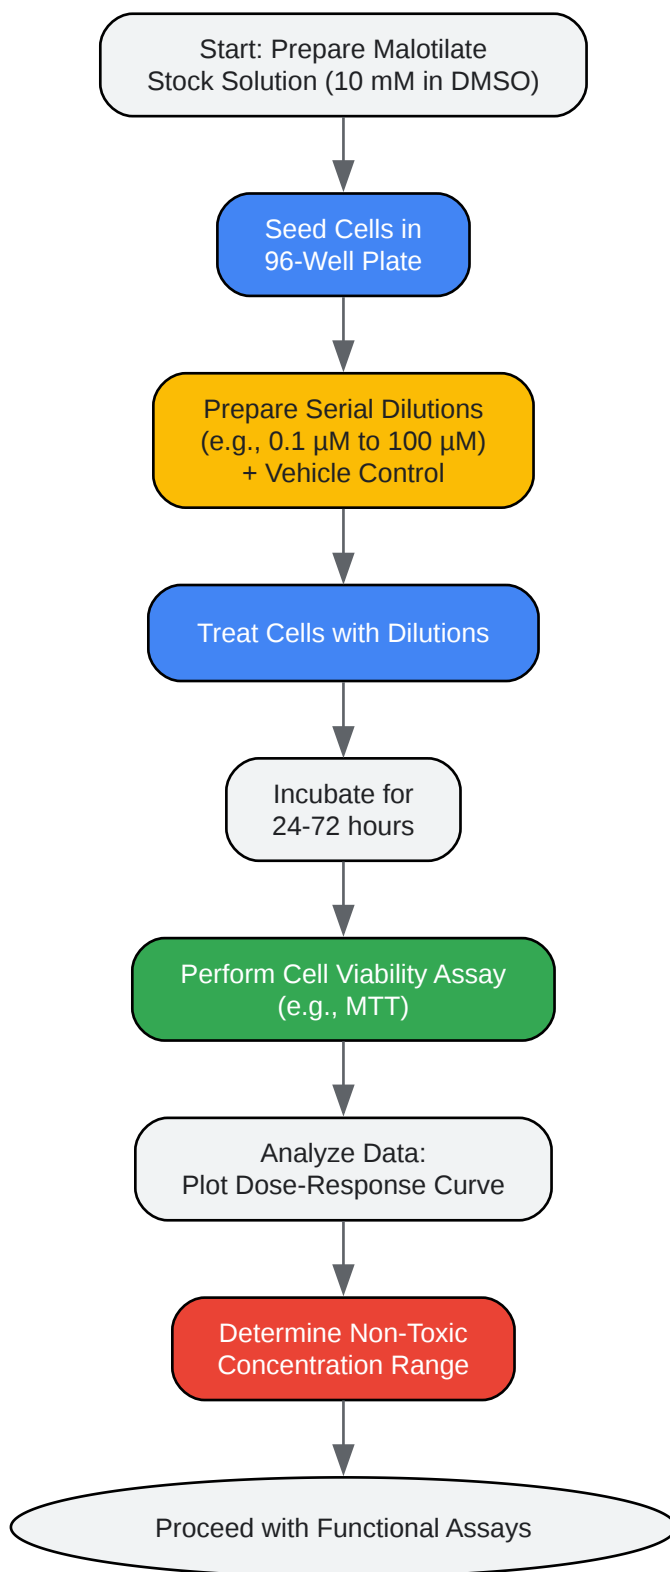 Start: Prepare Malotilate
Stock Solution (10 mM in DMSO)
Seed Cells in
96-Well Plate
Prepare Serial Dilutions
(e.g., 0.1 µM to 100 µM)
+ Vehicle Control
Treat Cells with Dilutions
Incubate for
24-72 hours
Perform Cell Viability Assay
(e.g., MTT)
Analyze Data:
Plot Dose-Response Curve
Determine Non-Toxic
Concentration Range
Proceed with Functional Assays